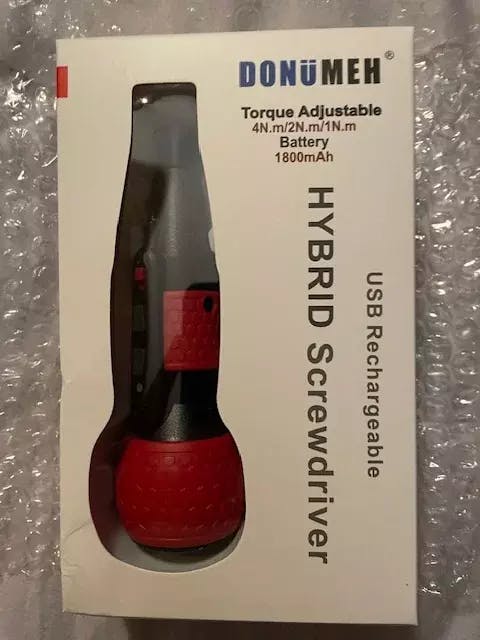 DONÜMEH®
Torque Adjustable
4N.m/2N.m/1N.m
Battery
1800mAh
HYBRID Screwdriver
USB Rechargeable